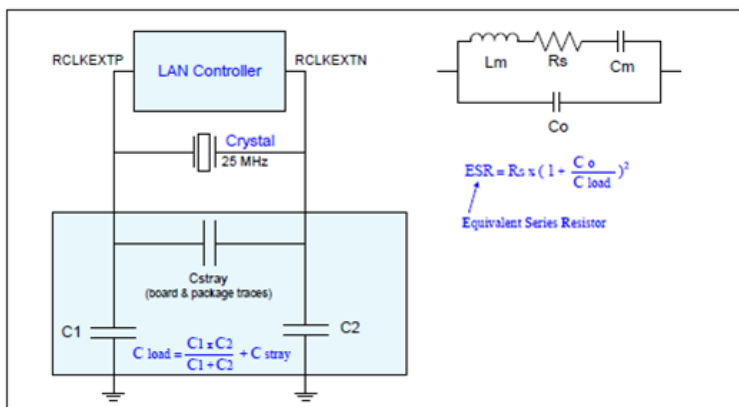 RCLKEXTP
LAN Controller
RCLKEXTN
Crystal
25 MHz
Cstray
(board & package traces)
C1
C2
C load = C1 x C2 / C1 + C2 + C stray
Lm
Rs
Cm
Co
ESR = Rs x ( 1 + C o / C load )²
Equivalent Series Resistor